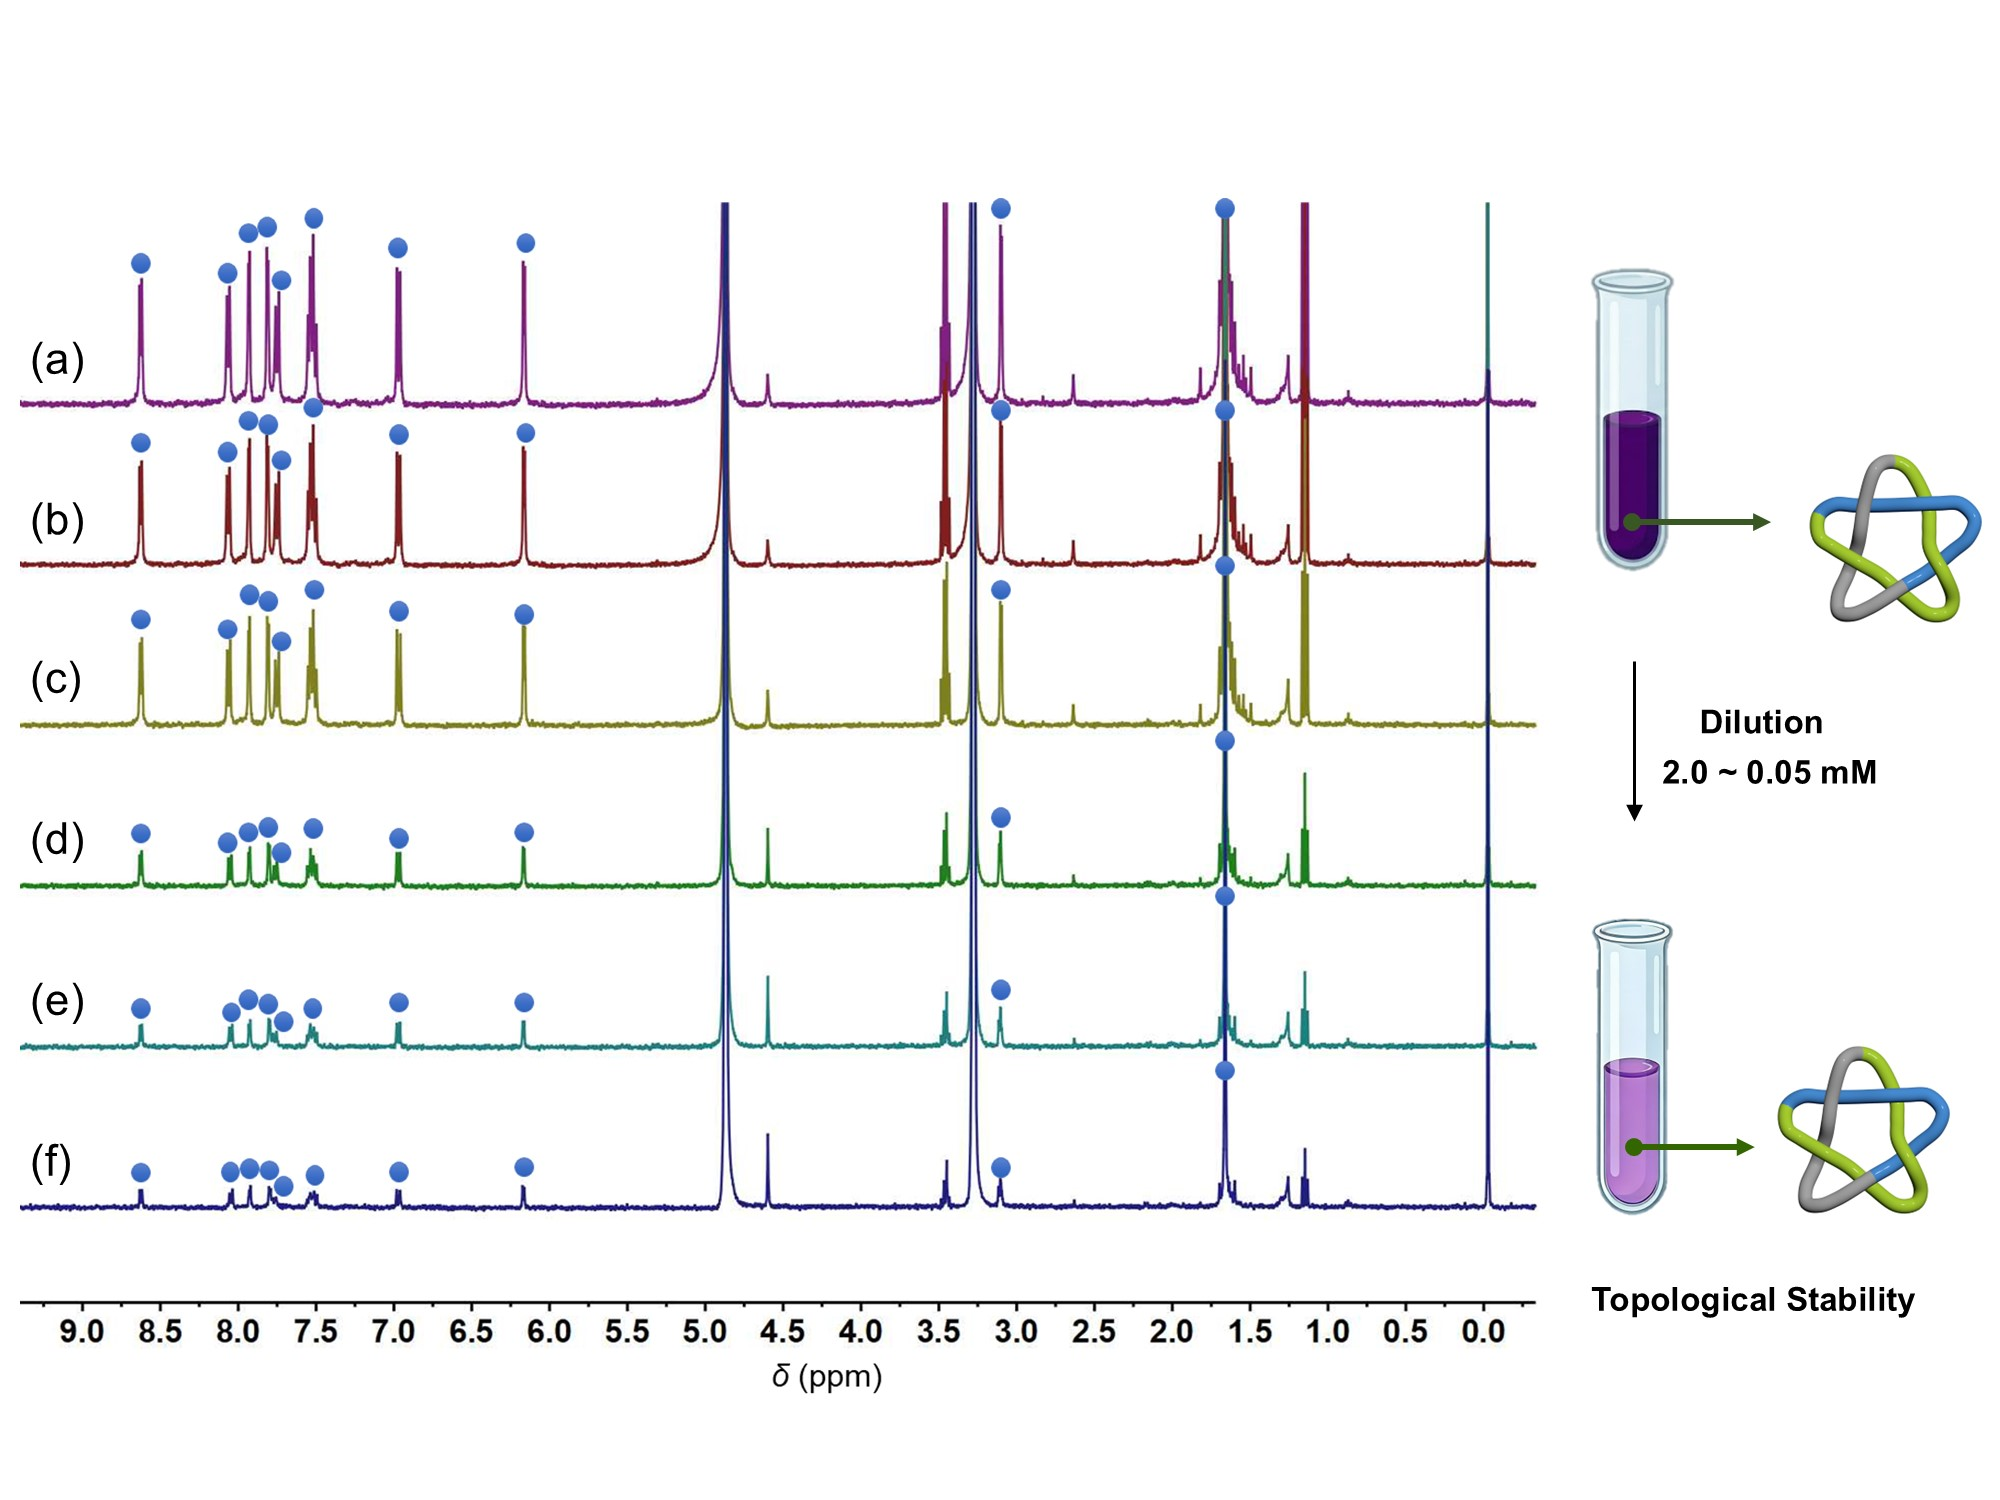 (a)
(b)
(c)
(d)
(e)
(f)
Dilution
2.0 ~ 0.05 mM
Topological Stability
9.0 8.5 8.0 7.5 7.0 6.5 6.0 5.5 5.0 4.5 4.0 3.5 3.0 2.5 2.0 1.5 1.0 0.5 0.0
δ (ppm)